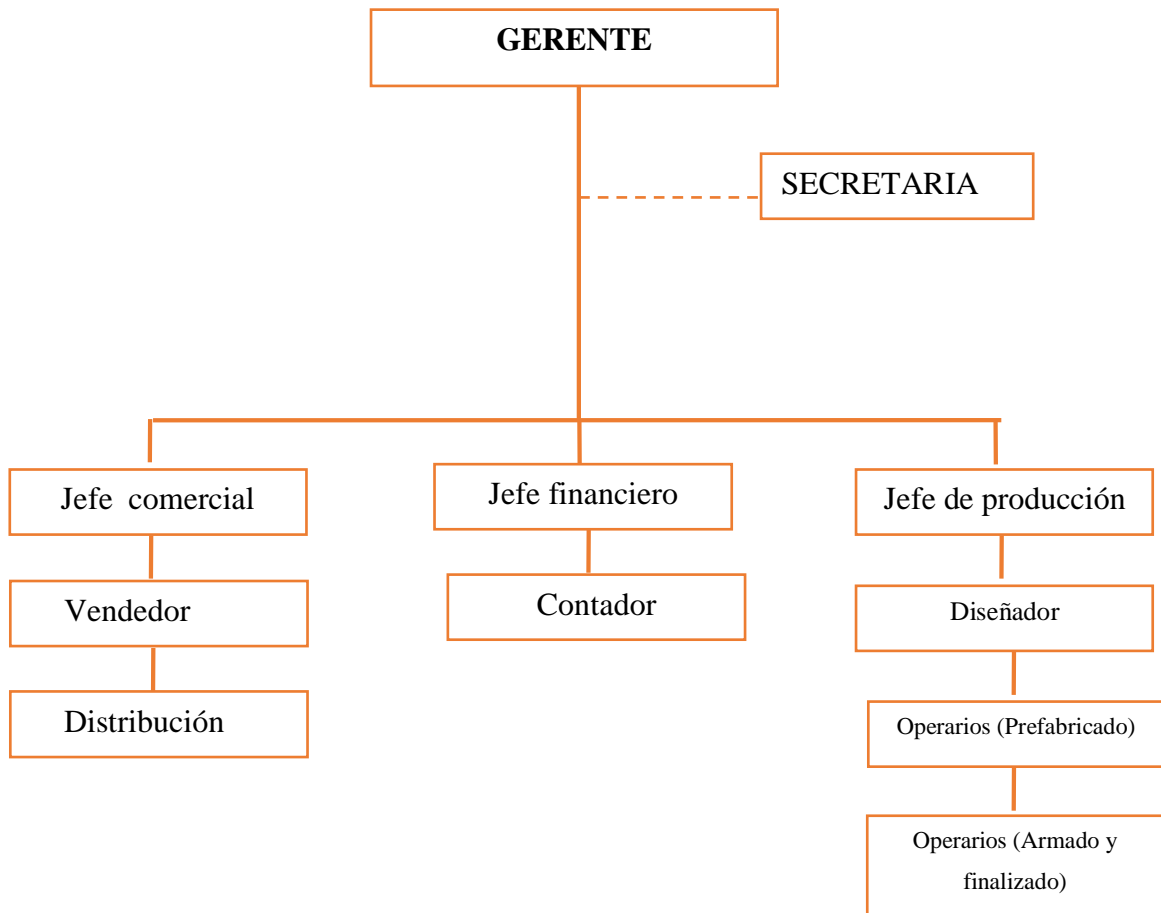 GERENTE
SECRETARIA
Jefe comercial
Jefe financiero
Jefe de producción
Vendedor
Contador
Diseñador
Distribución
Operarios (Prefabricado)
Operarios (Armado y
finalizado)